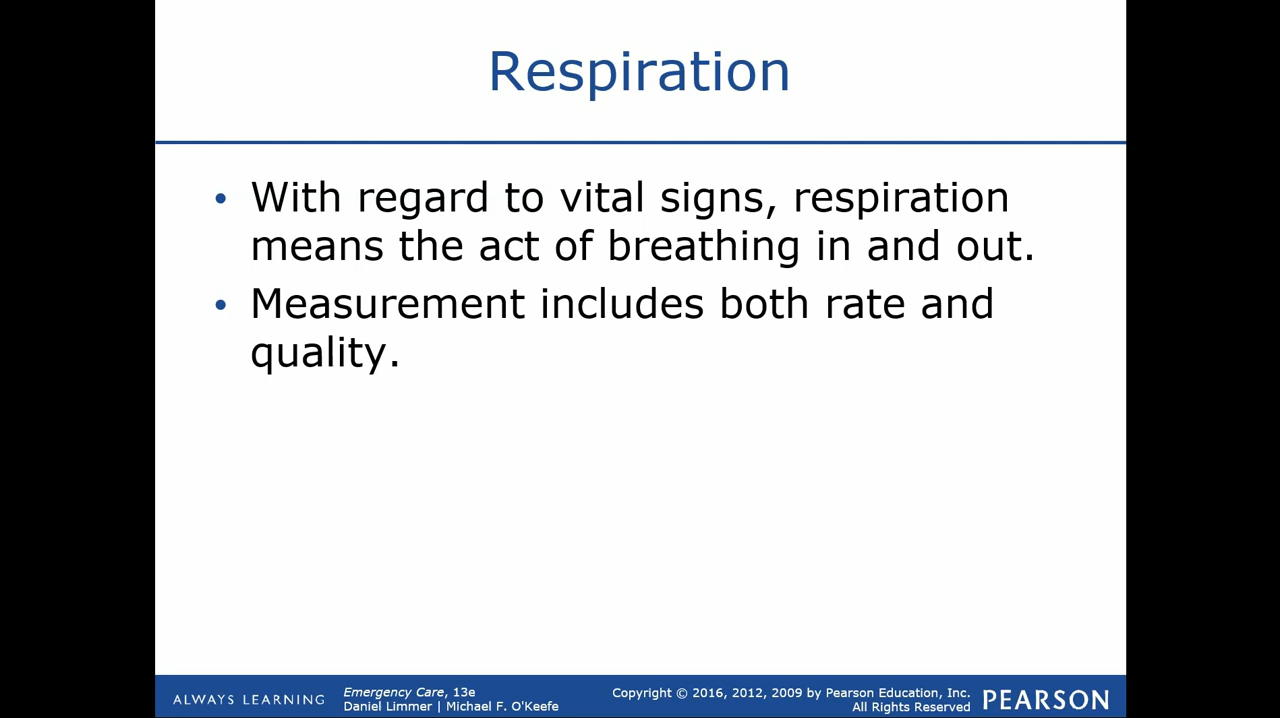 Respiration
• With regard to vital signs, respiration
means the act of breathing in and out.
• Measurement includes both rate and
quality.
ALWAYS LEARNING
Emergency Care, 13e
Daniel Limmer | Michael F. O'Keefe
Copyright © 2016, 2012, 2009 by Pearson Education, Inc.
All Rights Reserved
PEARSON